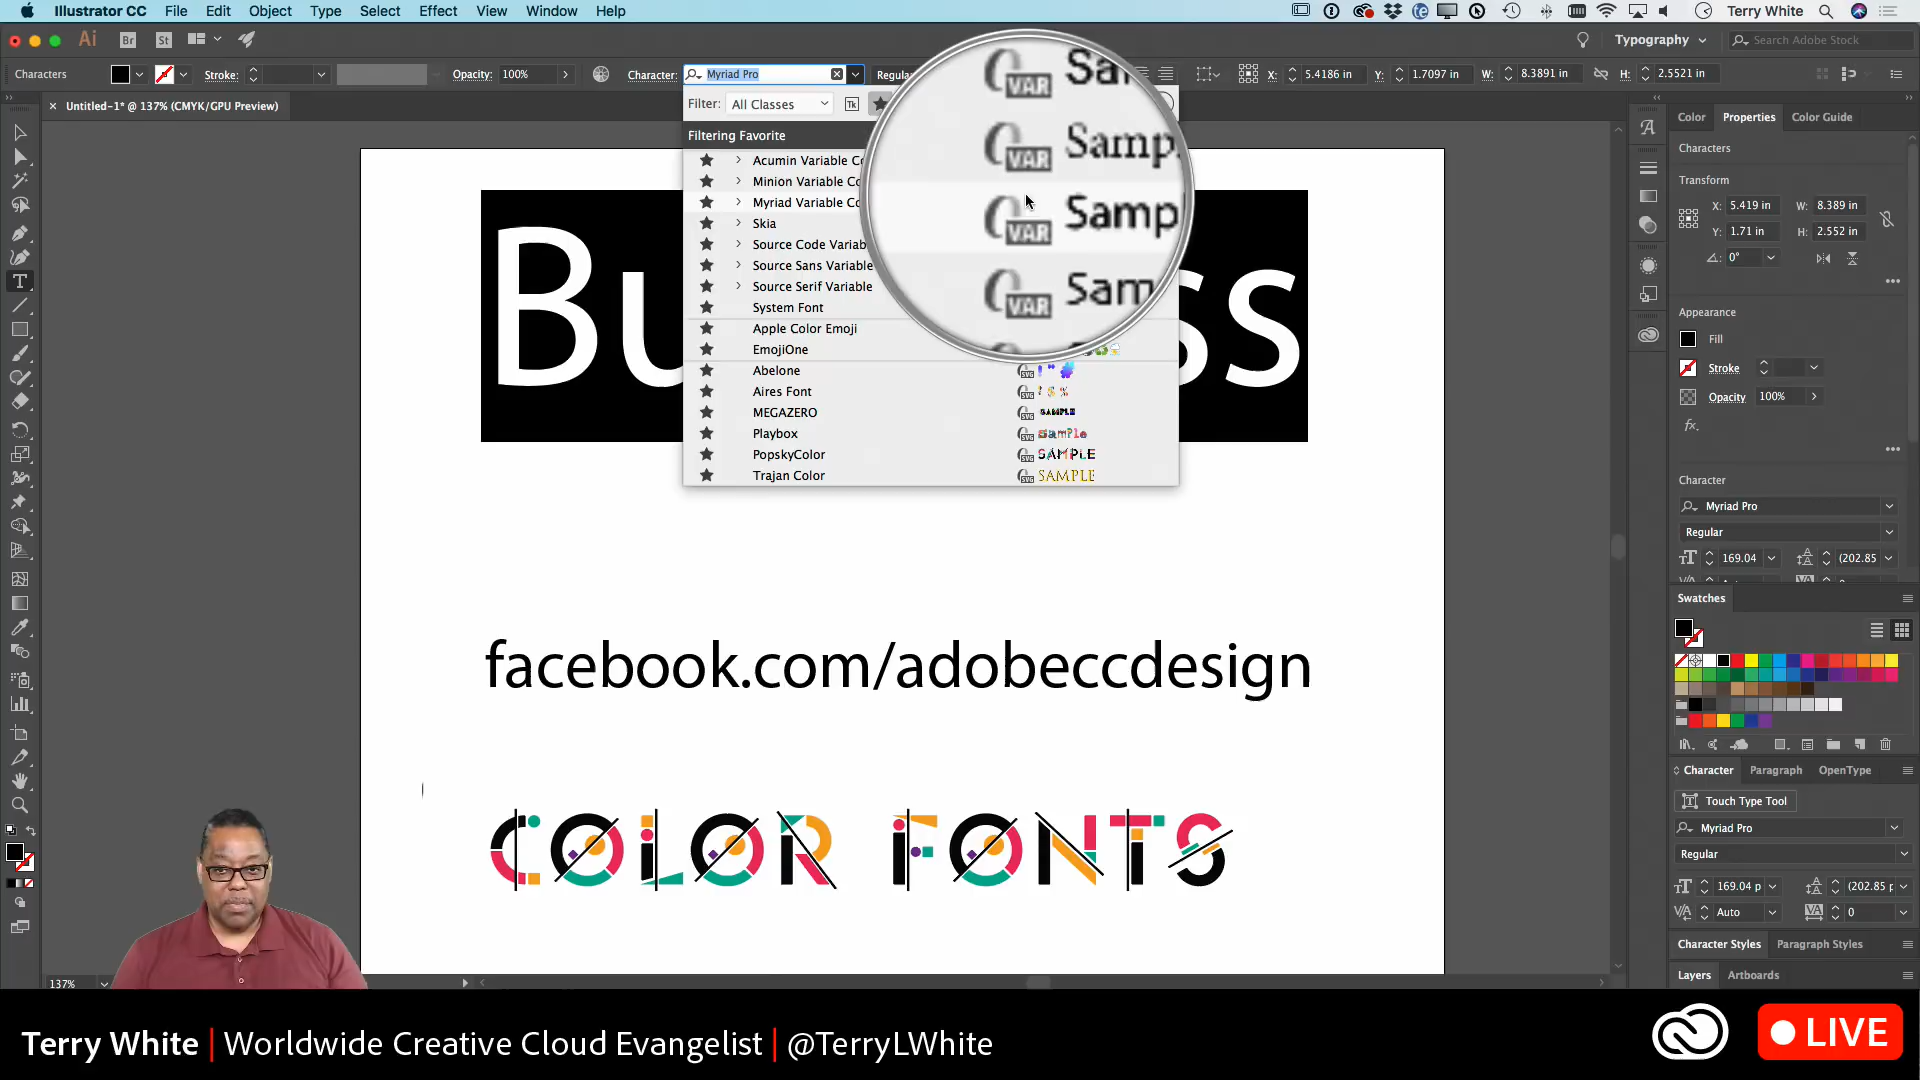 Illustrator CC File Edit Object Type Select Effect View Window Help
Terry White
Ai Br St
Typography
Search Adobe Stock
Characters Stroke: Opacity: 100% Character: Myriad Pro Regular
X: 5.4186 in Y: 1.7097 in W: 8.3891 in H: 2.5521 in
× Untitled-1* @ 137% (CMYK/GPU Preview)
Filter: All Classes
Filtering Favorite
Acumin Variable Co
Minion Variable Co
Myriad Variable Co
Skia
Source Code Variab
Source Sans Variable
Source Serif Variable
System Font
Apple Color Emoji
EmojiOne
Abelone
Aires Font
MEGAZERO SAMPLE
Playbox Sample
PopskyColor SAMPLE
Trajan Color SAMPLE
VAR Sam
VAR Samp
VAR Samp
VAR Sam
Bu ss
facebook.com/adobeccdesign
COLOR FONTS
137%
Color Properties Color Guide
Characters
Transform
X: 5.419 in W: 8.389 in
Y: 1.71 in H: 2.552 in
0°
Appearance
Fill
Stroke
Opacity 100%
fx.
Character
Myriad Pro
Regular
169.04 (202.85
Swatches
Character Paragraph OpenType
Touch Type Tool
Myriad Pro
Regular
169.04 p (202.85 p
Auto 0
Character Styles Paragraph Styles
Layers Artboards
Terry White | Worldwide Creative Cloud Evangelist | @TerryLWhite
LIVE